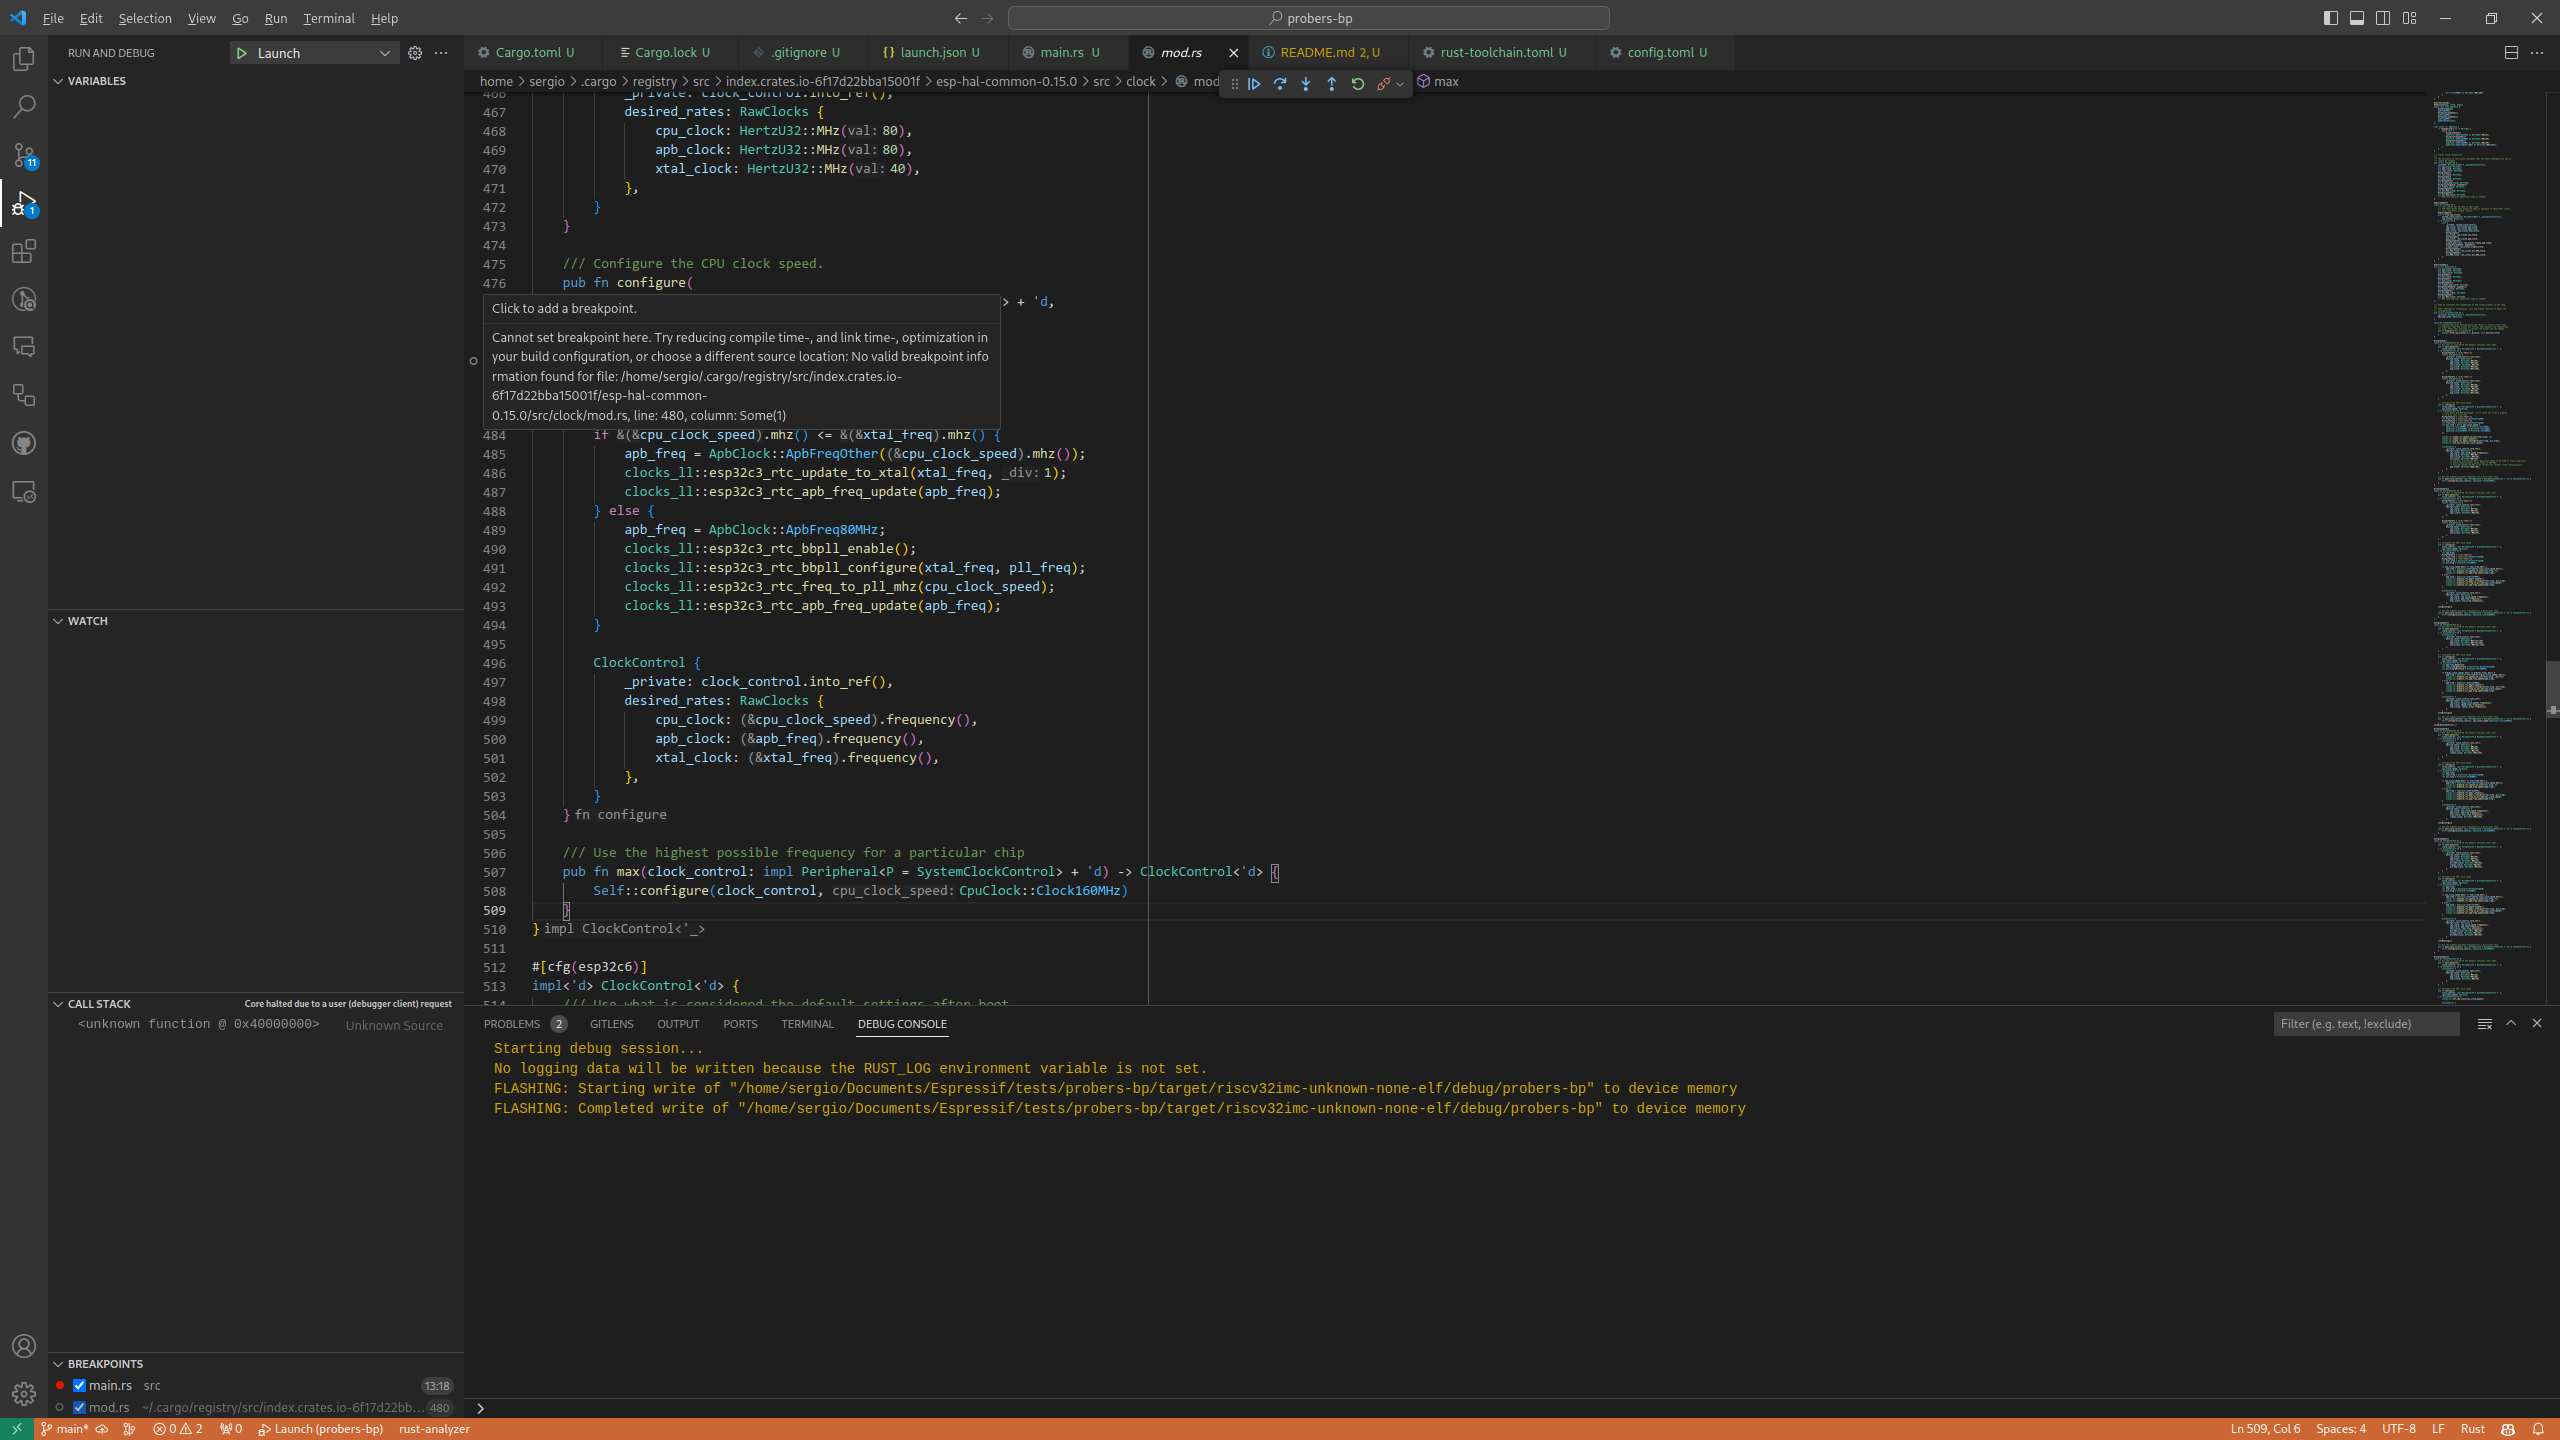 File Edit Selection View Go Run Terminal Help
probers-bp
RUN AND DEBUG
Launch
Cargo.toml U
Cargo.lock U
.gitignore U
launch.json U
main.rs U
mod.rs
README.md 2, U
rust-toolchain.toml U
config.toml U
home > sergio > .cargo > registry > src > index.crates.io-6f17d22bba15001f > esp-hal-common-0.15.0 > src > clock > mod
max
VARIABLES
466 _private: clock_control.into_ref(),
467 desired_rates: RawClocks {
468 cpu_clock: HertzU32::MHz(val: 80),
469 apb_clock: HertzU32::MHz(val: 80),
470 xtal_clock: HertzU32::MHz(val: 40),
471 },
472 }
473 }
474
475 /// Configure the CPU clock speed.
476 pub fn configure(
> + 'd,
Click to add a breakpoint.
Cannot set breakpoint here. Try reducing compile time-, and link time-, optimization in
your build configuration, or choose a different source location: No valid breakpoint info
rmation found for file: /home/sergio/.cargo/registry/src/index.crates.io-
6f17d22bba15001f/esp-hal-common-
0.15.0/src/clock/mod.rs, line: 480, column: Some(1)
484 if &(&cpu_clock_speed).mhz() <= &(&xtal_freq).mhz() {
485 apb_freq = ApbClock::ApbFreqOther((&cpu_clock_speed).mhz());
486 clocks_ll::esp32c3_rtc_update_to_xtal(xtal_freq, _div: 1);
487 clocks_ll::esp32c3_rtc_apb_freq_update(apb_freq);
488 } else {
489 apb_freq = ApbClock::ApbFreq80MHz;
490 clocks_ll::esp32c3_rtc_bbpll_enable();
491 clocks_ll::esp32c3_rtc_bbpll_configure(xtal_freq, pll_freq);
492 clocks_ll::esp32c3_rtc_freq_to_pll_mhz(cpu_clock_speed);
493 clocks_ll::esp32c3_rtc_apb_freq_update(apb_freq);
494 }
495
496 ClockControl {
497 _private: clock_control.into_ref(),
498 desired_rates: RawClocks {
499 cpu_clock: (&cpu_clock_speed).frequency(),
500 apb_clock: (&apb_freq).frequency(),
501 xtal_clock: (&xtal_freq).frequency(),
502 },
503 }
504 } fn configure
505
506 /// Use the highest possible frequency for a particular chip
507 pub fn max(clock_control: impl Peripheral<P = SystemClockControl> + 'd) -> ClockControl<'d> {
508 Self::configure(clock_control, cpu_clock_speed: CpuClock::Clock160MHz)
509 }
510 } impl ClockControl<'_>
511
512 #[cfg(esp32c6)]
513 impl<'d> ClockControl<'d> {
514 /// Use what is considered the default settings after boot.
11
1
WATCH
CALL STACK
Core halted due to a user (debugger client) request
<unknown function @ 0x40000000> Unknown Source
BREAKPOINTS
main.rs src 13:18
mod.rs ~/.cargo/registry/src/index.crates.io-6f17d22bb... 480
PROBLEMS 2 GITLENS OUTPUT PORTS TERMINAL DEBUG CONSOLE
Filter (e.g. text, !exclude)
Starting debug session...
No logging data will be written because the RUST_LOG environment variable is not set.
FLASHING: Starting write of "/home/sergio/Documents/Espressif/tests/probers-bp/target/riscv32imc-unknown-none-elf/debug/probers-bp" to device memory
FLASHING: Completed write of "/home/sergio/Documents/Espressif/tests/probers-bp/target/riscv32imc-unknown-none-elf/debug/probers-bp" to device memory
main* 0 2 0 Launch (probers-bp) rust-analyzer
Ln 509, Col 6 Spaces: 4 UTF-8 LF Rust